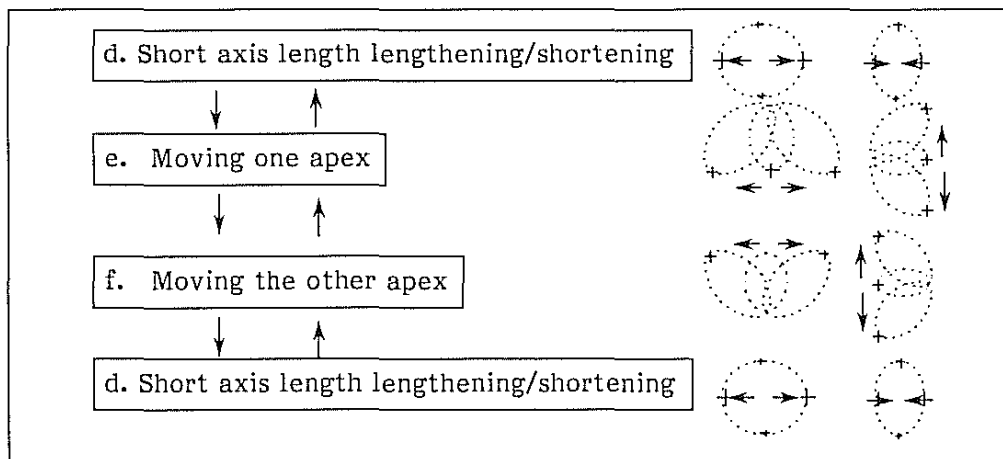 d. Short axis length lengthening/shortening
e. Moving one apex
f. Moving the other apex
d. Short axis length lengthening/shortening